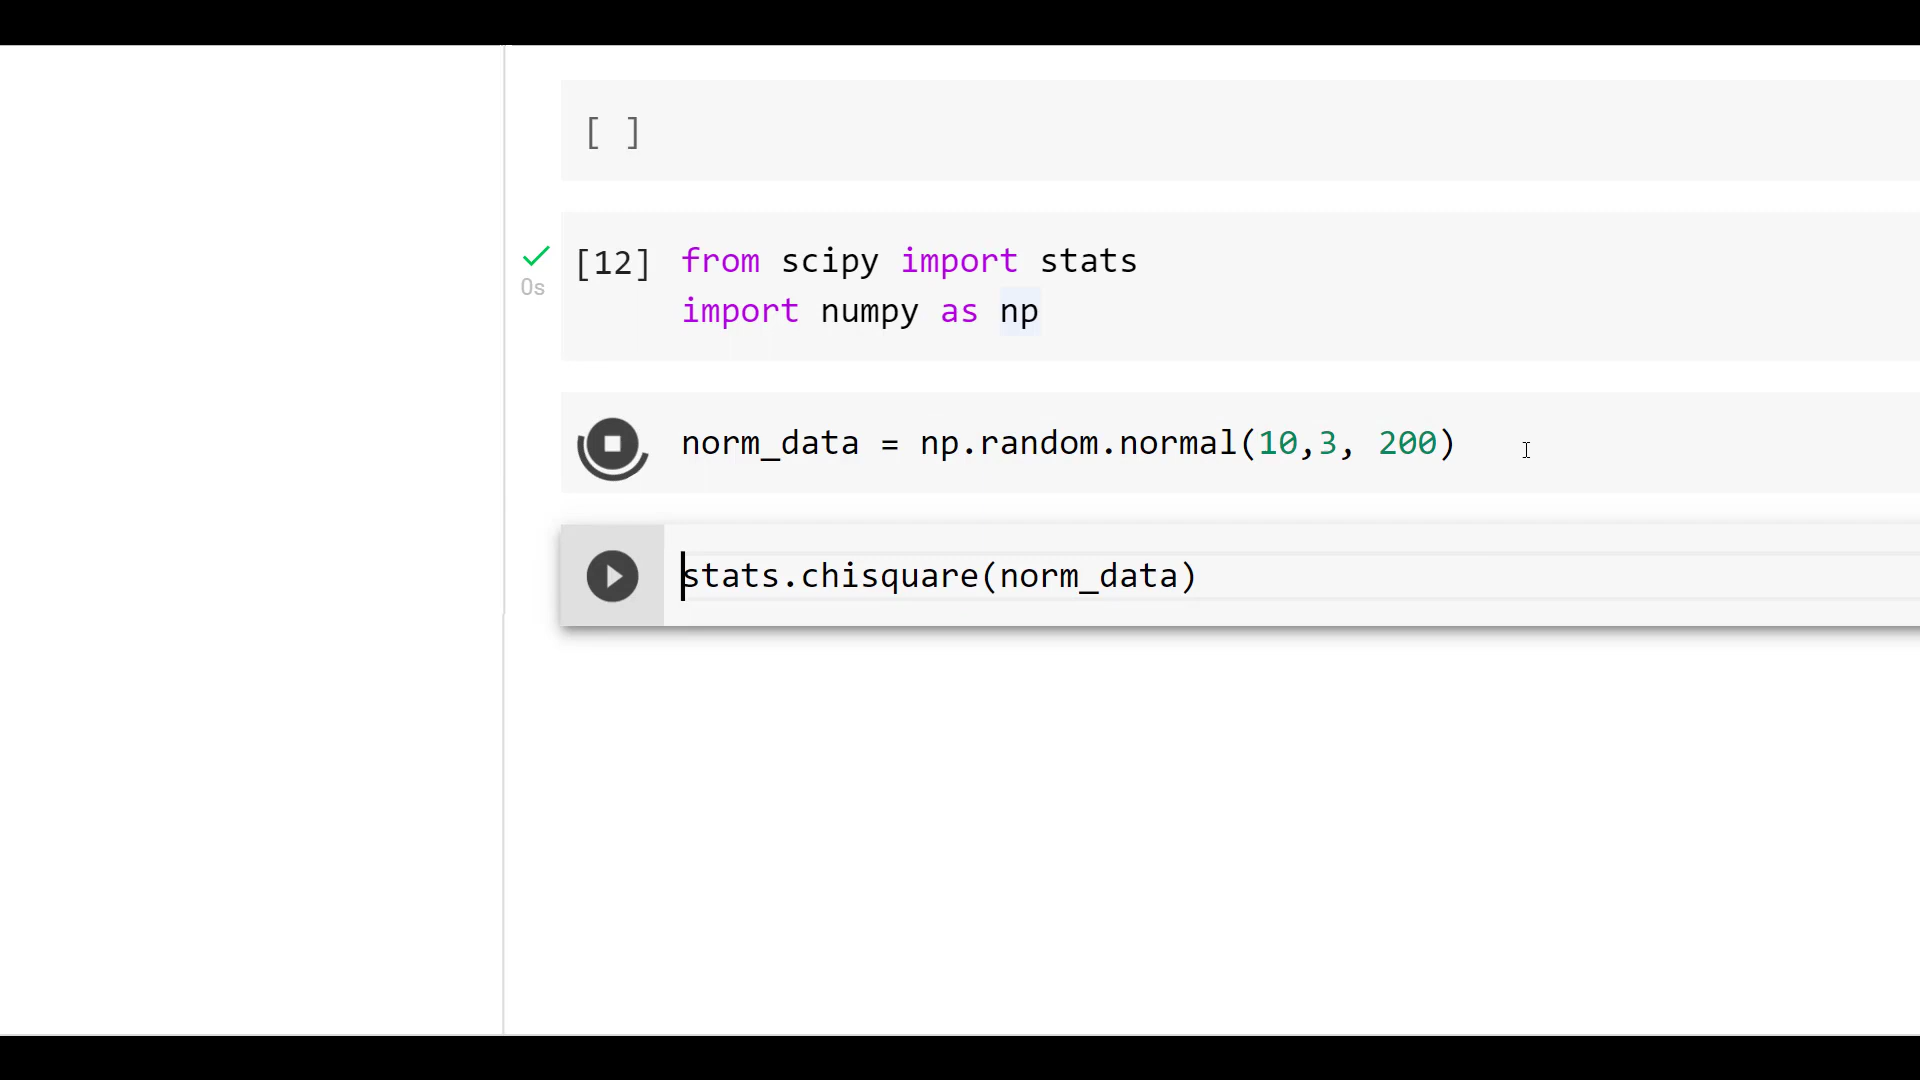 [ ]
[12] from scipy import stats
0s
import numpy as np
norm_data = np.random.normal(10,3, 200)
stats.chisquare(norm_data)